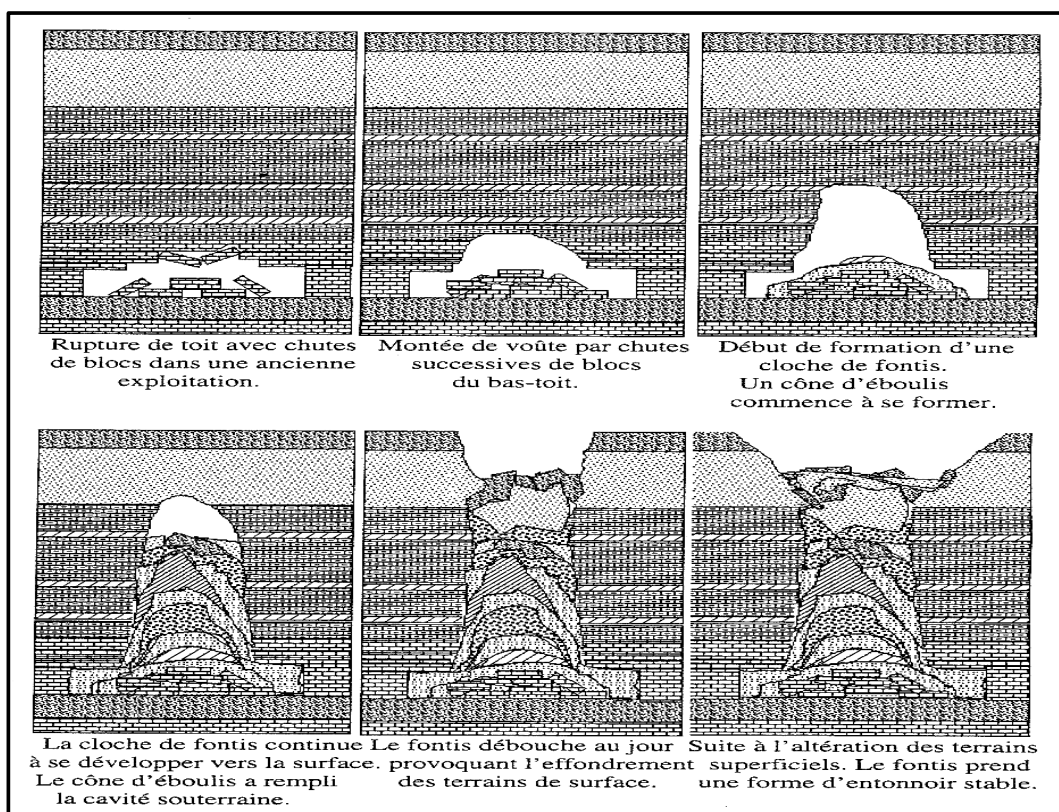 Rupture de toit avec chutes
de blocs dans une ancienne
exploitation.
Montée de voûte par chutes
successives de blocs
du bas-toit.
Début de formation d'une
cloche de fontis.
Un cône d'éboulis
commence à se former.
La cloche de fontis continue
à se développer vers la surface.
Le cône d'éboulis a rempli
la cavité souterraine.
Le fontis débouche au jour
provoquant l'effondrement
des terrains de surface.
Suite à l'altération des terrains
superficiels. Le fontis prend
une forme d'entonnoir stable.